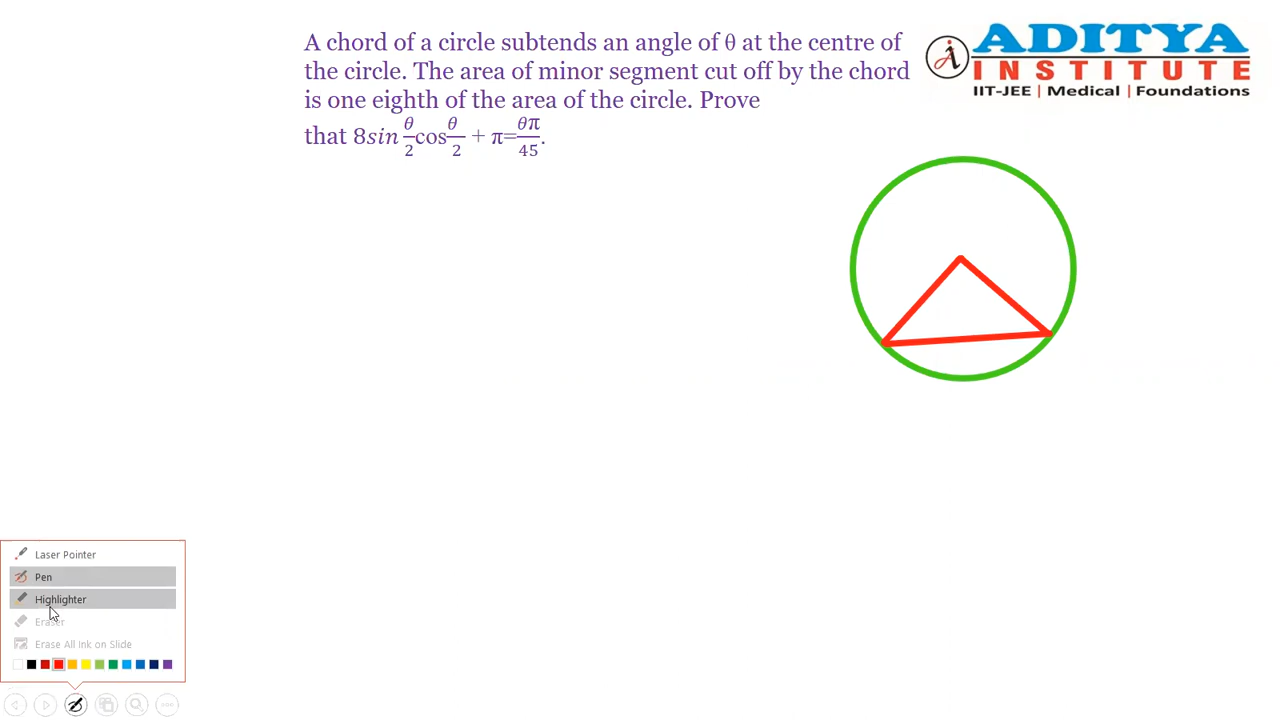 A chord of a circle subtends an angle of θ at the centre of
the circle. The area of minor segment cut off by the chord
is one eighth of the area of the circle. Prove
that 8sin θ/2 cos θ/2 + π=θπ/45.
ADITYA
INSTITUTE
IIT-JEE | Medical | Foundations
Laser Pointer
Pen
Highlighter
Eraser
Erase All Ink on Slide